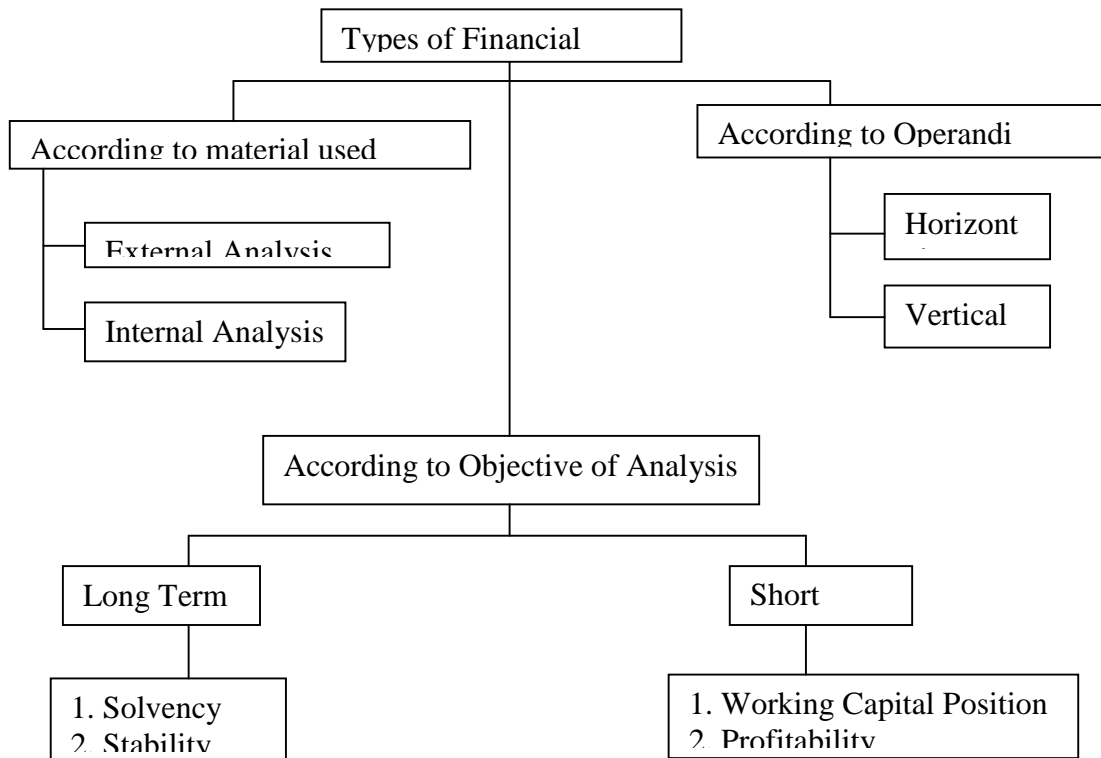 Types of Financial
According to material used
According to Operandi
External Analysis
Horizont
Internal Analysis
Vertical
According to Objective of Analysis
Long Term
Short
1. Solvency
2. Stability
1. Working Capital Position
2. Profitability